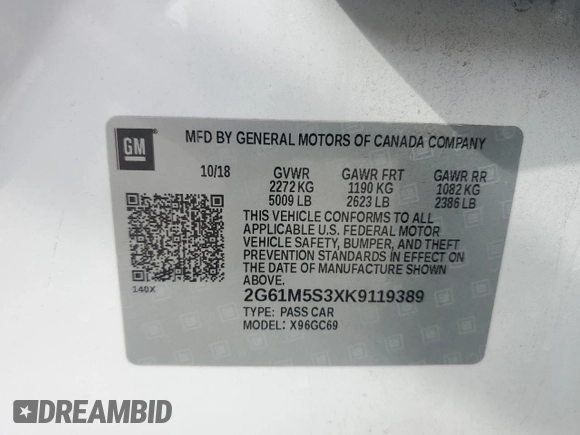 GM
MFD BY GENERAL MOTORS OF CANADA COMPANY
10/18 GVWR GAWR FRT GAWR RR
2272 KG 1190 KG 1082 KG
5009 LB 2623 LB 2386 LB
THIS VEHICLE CONFORMS TO ALL
APPLICABLE U.S. FEDERAL MOTOR
VEHICLE SAFETY, BUMPER, AND THEFT
PREVENTION STANDARDS IN EFFECT ON
THE DATE OF MANUFACTURE SHOWN
ABOVE.
140X
2G61M5S3XK9119389
TYPE: PASS CAR
MODEL: X96GC69
DREAMBID